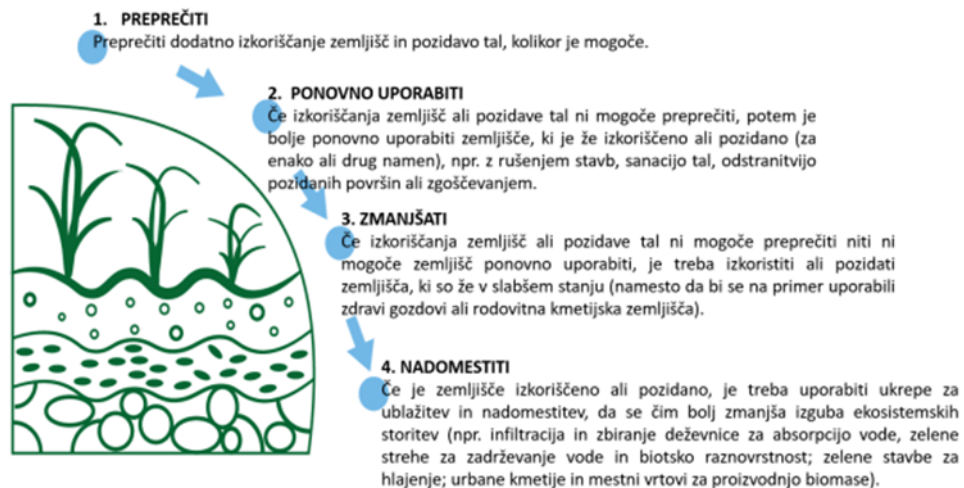 1. PREPREČITI
Preprečiti dodatno izkoriščanje zemljišč in pozidavo tal, kolikor je mogoče.
2. PONOVNO UPORABITI
Če izkoriščanja zemljišč ali pozidave tal ni mogoče preprečiti, potem je
bolje ponovno uporabiti zemljišče, ki je že izkoriščeno ali pozidano (za
enako ali drug namen), npr. z rušenjem stavb, sanacijo tal, odstranitvijo
pozidanih površin ali zgoščevanjem.
3. ZMANJŠATI
Če izkoriščanja zemljišč ali pozidave tal ni mogoče preprečiti niti ni
mogoče zemljišč ponovno uporabiti, je treba izkoristiti ali pozidati
zemljišča, ki so že v slabšem stanju (namesto da bi se na primer uporabili
zdravi gozdovi ali rodovitna kmetijska zemljišča).
4. NADOMESTITI
Če je zemljišče izkoriščeno ali pozidano, je treba uporabiti ukrepe za
ublažitev in nadomestitev, da se čim bolj zmanjša izguba ekosistemskih
storitev (npr. infiltracija in zbiranje deževnice za absorpcijo vode, zelene
strehe za zadrževanje vode in biotsko raznovrstnost; zelene stavbe za
hlajenje; urbane kmetije in mestni vrtovi za proizvodnjo biomase).